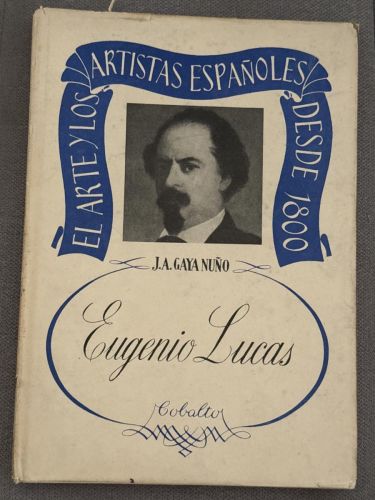 EL ARTE Y LOS ARTISTAS ESPAÑOLES DESDE 1800
J.A. GAYA NUÑO
Eugenio Lucas
Cobalto